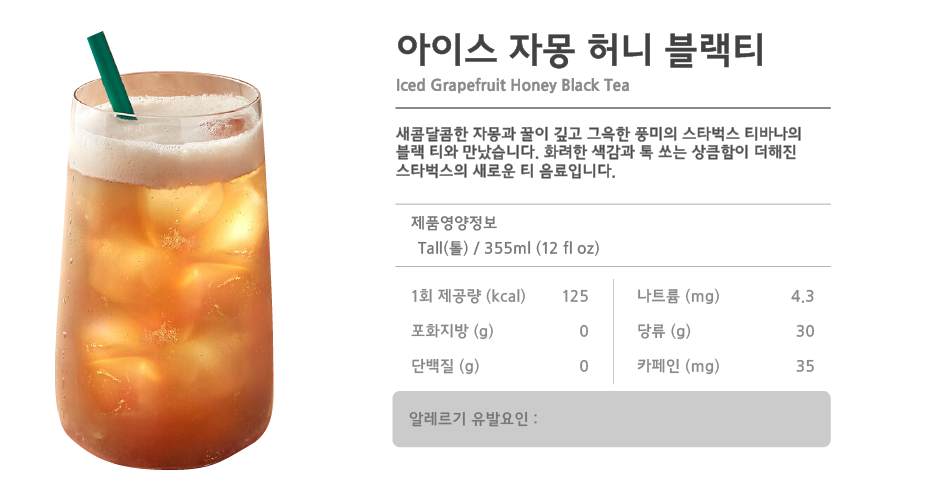 아이스 자몽 허니 블랙티
Iced Grapefruit Honey Black Tea
새콤달콤한 자몽과 꿀이 깊고 그윽한 풍미의 스타벅스 티바나의
블랙 티와 만났습니다. 화려한 색감과 톡 쏘는 상큼함이 더해진
스타벅스의 새로운 티 음료입니다.
제품영양정보
Tall(톨) / 355ml (12 fl oz)
1회 제공량 (kcal) 125 나트륨 (mg) 4.3
포화지방 (g) 0 당류 (g) 30
단백질 (g) 0 카페인 (mg) 35
알레르기 유발요인 :